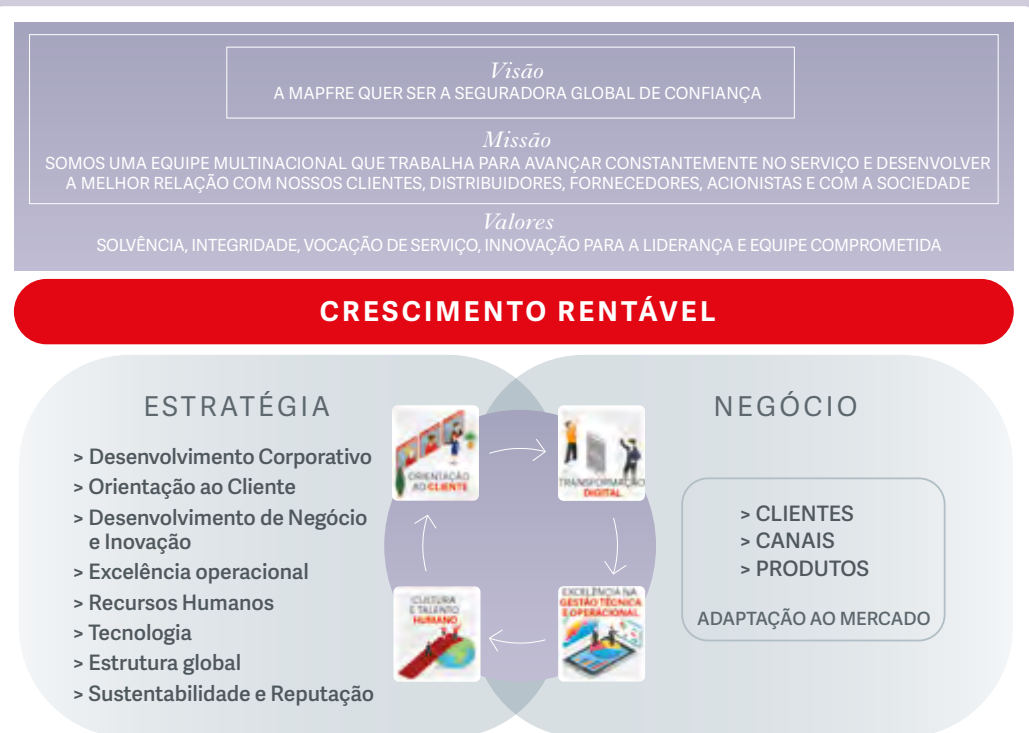 Visão
A MAPFRE QUER SER A SEGURADORA GLOBAL DE CONFIANÇA
Missão
SOMOS UMA EQUIPE MULTINACIONAL QUE TRABALHA PARA AVANÇAR CONSTANTEMENTE NO SERVIÇO E DESENVOLVER
A MELHOR RELAÇÃO COM NOSSOS CLIENTES, DISTRIBUIDORES, FORNECEDORES, ACIONISTAS E COM A SOCIEDADE
Valores
SOLVÊNCIA, INTEGRIDADE, VOCAÇÃO DE SERVIÇO, INNOVAÇÃO PARA A LIDERANÇA E EQUIPE COMPROMETIDA
CRESCIMENTO RENTÁVEL
ESTRATÉGIA
> Desenvolvimento Corporativo
> Orientação ao Cliente
> Desenvolvimento de Negócio
e Inovação
> Excelência operacional
> Recursos Humanos
> Tecnologia
> Estrutura global
> Sustentabilidade e Reputação
ORIENTAÇÃO
AO CLIENTE
TRANSFORMAÇÃO
DIGITAL
CULTURA
E TALENTO
HUMANO
EXCELÊNCIA NA
GESTÃO TÉCNICA
E OPERACIONAL
NEGÓCIO
> CLIENTES
> CANAIS
> PRODUTOS
ADAPTAÇÃO AO MERCADO